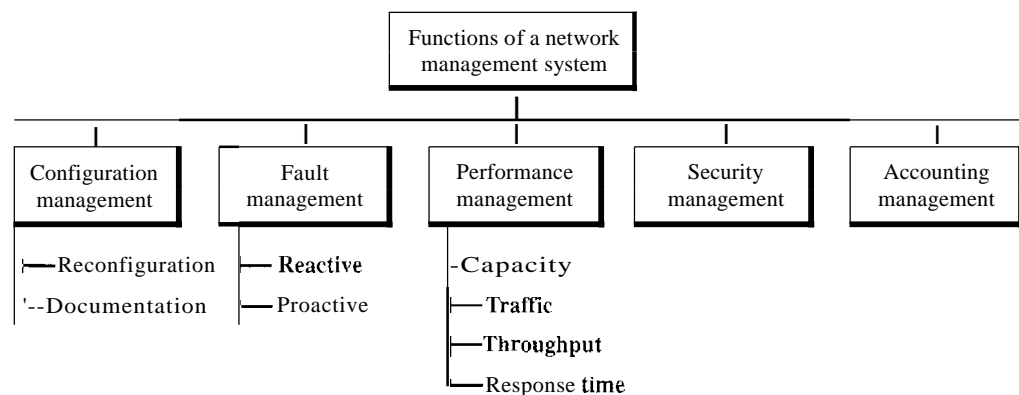 Functions of a network
management system
Configuration
management
Fault
management
Performance
management
Security
management
Accounting
management
Reconfiguration
'--Documentation
Reactive
Proactive
-Capacity
Traffic
Throughput
Response time